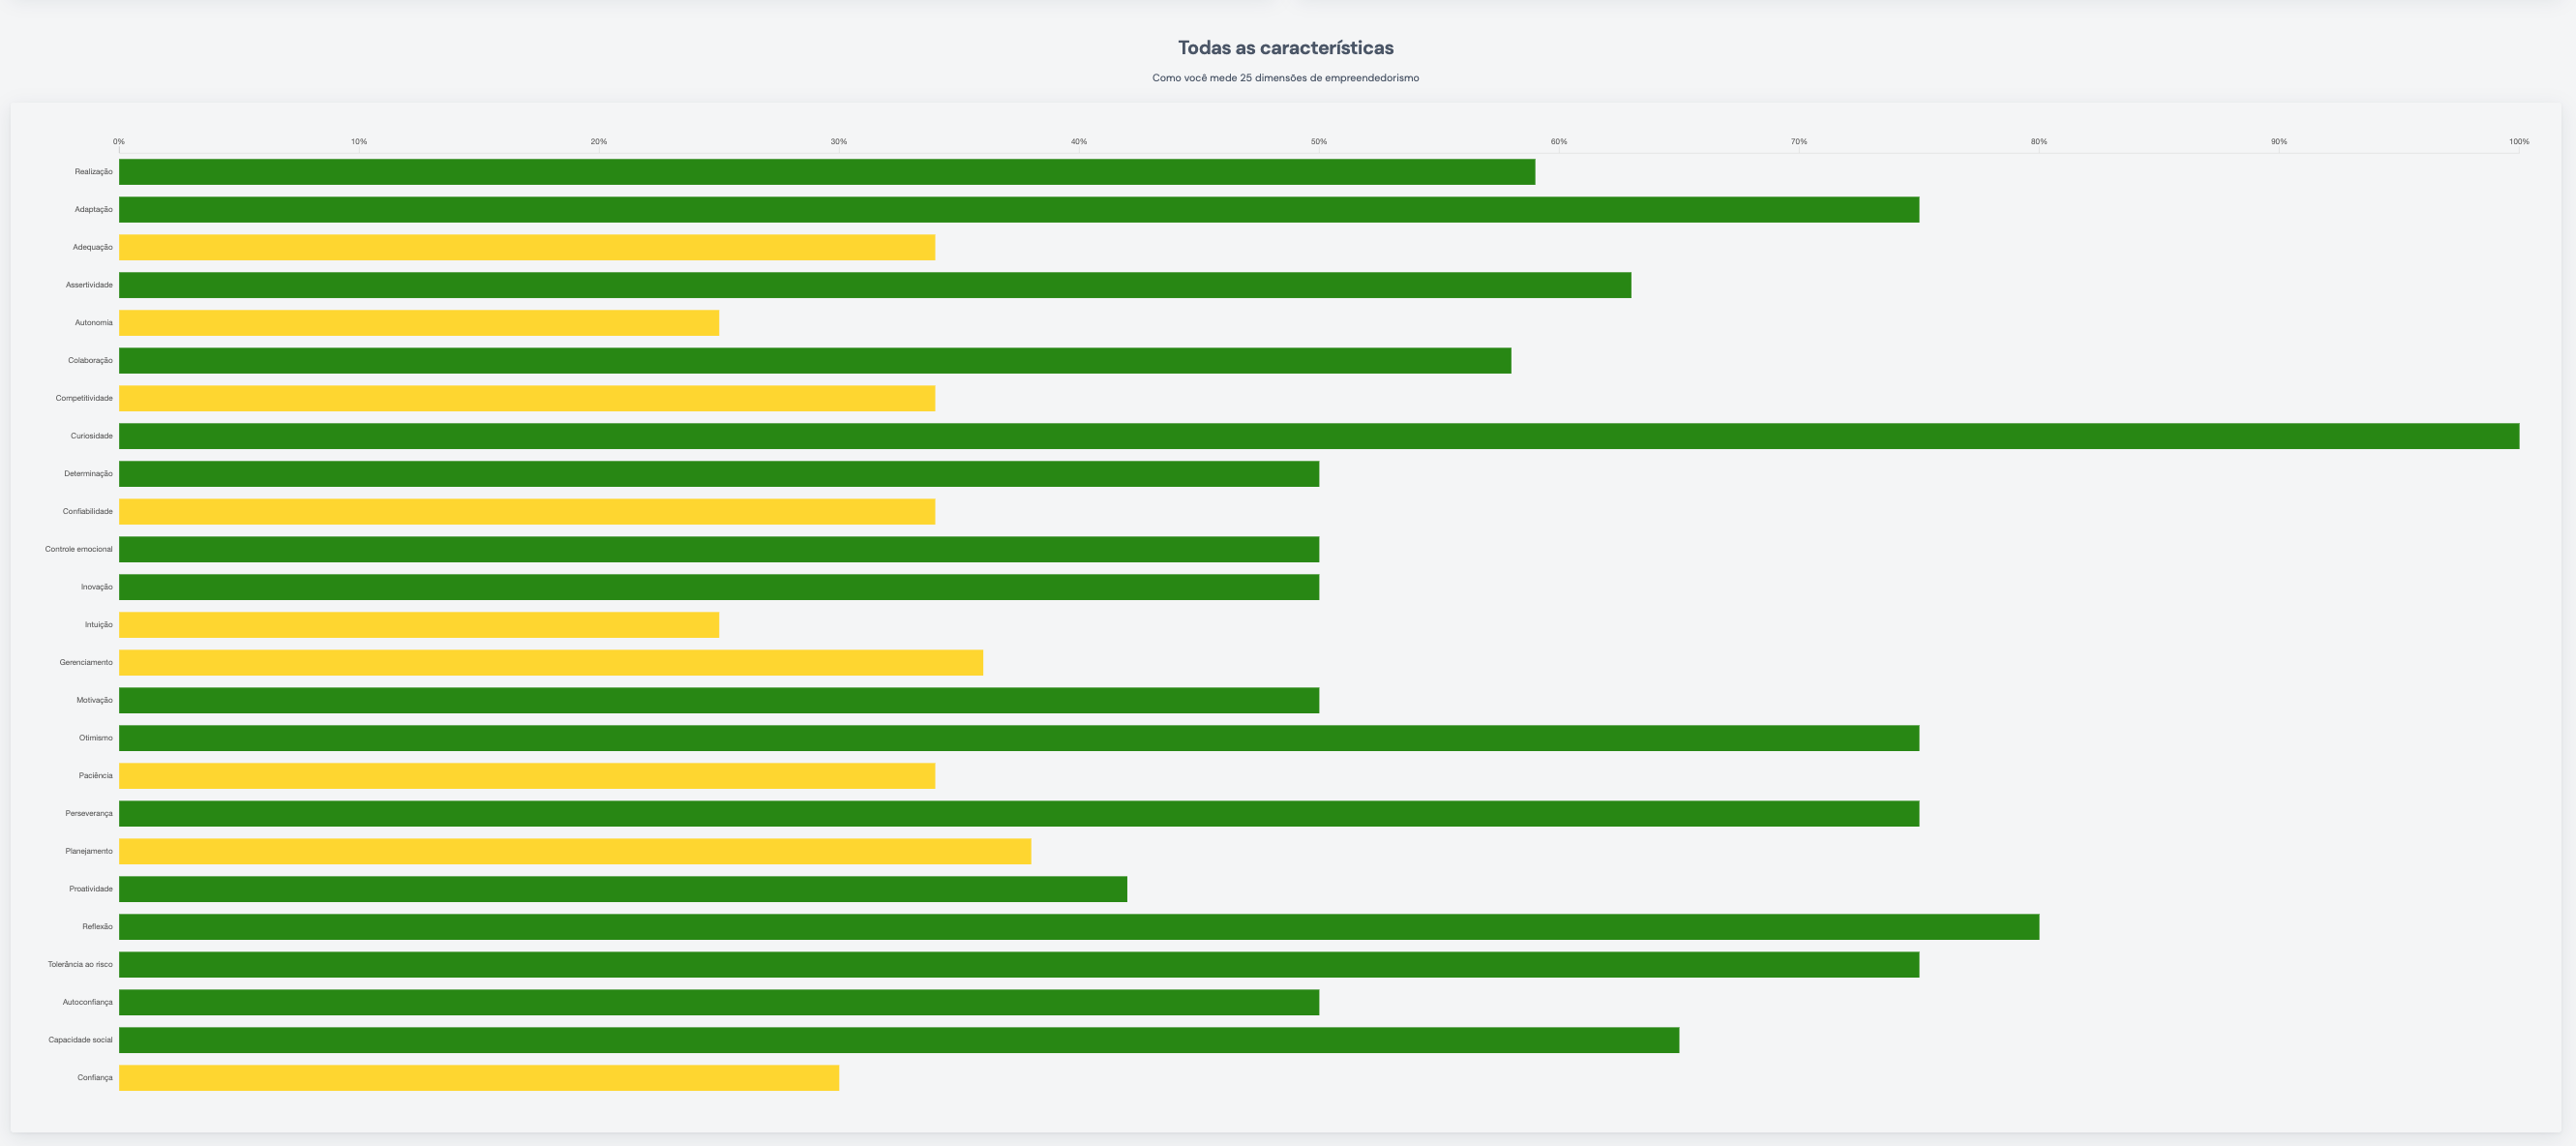 Todas as características
Como você mede 25 dimensões de empreendedorismo
0% 10% 20% 30% 40% 50% 60% 70% 80% 90% 100%
Realização
Adaptação
Adequação
Assertividade
Autonomia
Colaboração
Competitividade
Curiosidade
Determinação
Confiabilidade
Controle emocional
Inovação
Intuição
Gerenciamento
Motivação
Otimismo
Paciência
Perseverança
Planejamento
Proatividade
Reflexão
Tolerância ao risco
Autoconfiança
Capacidade social
Confiança